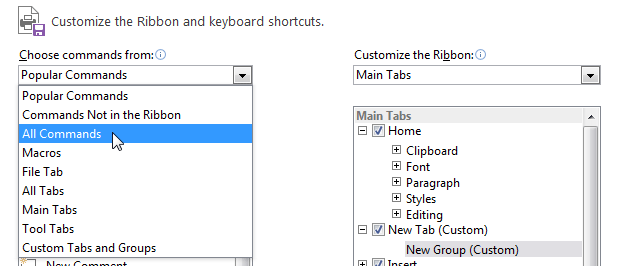 Customize the Ribbon and keyboard shortcuts.
Choose commands from:
Popular Commands
Popular Commands
Commands Not in the Ribbon
All Commands
Macros
File Tab
All Tabs
Main Tabs
Tool Tabs
Custom Tabs and Groups
New Comment
Customize the Ribbon:
Main Tabs
Main Tabs
Home
Clipboard
Font
Paragraph
Styles
Editing
New Tab (Custom)
New Group (Custom)
Insert